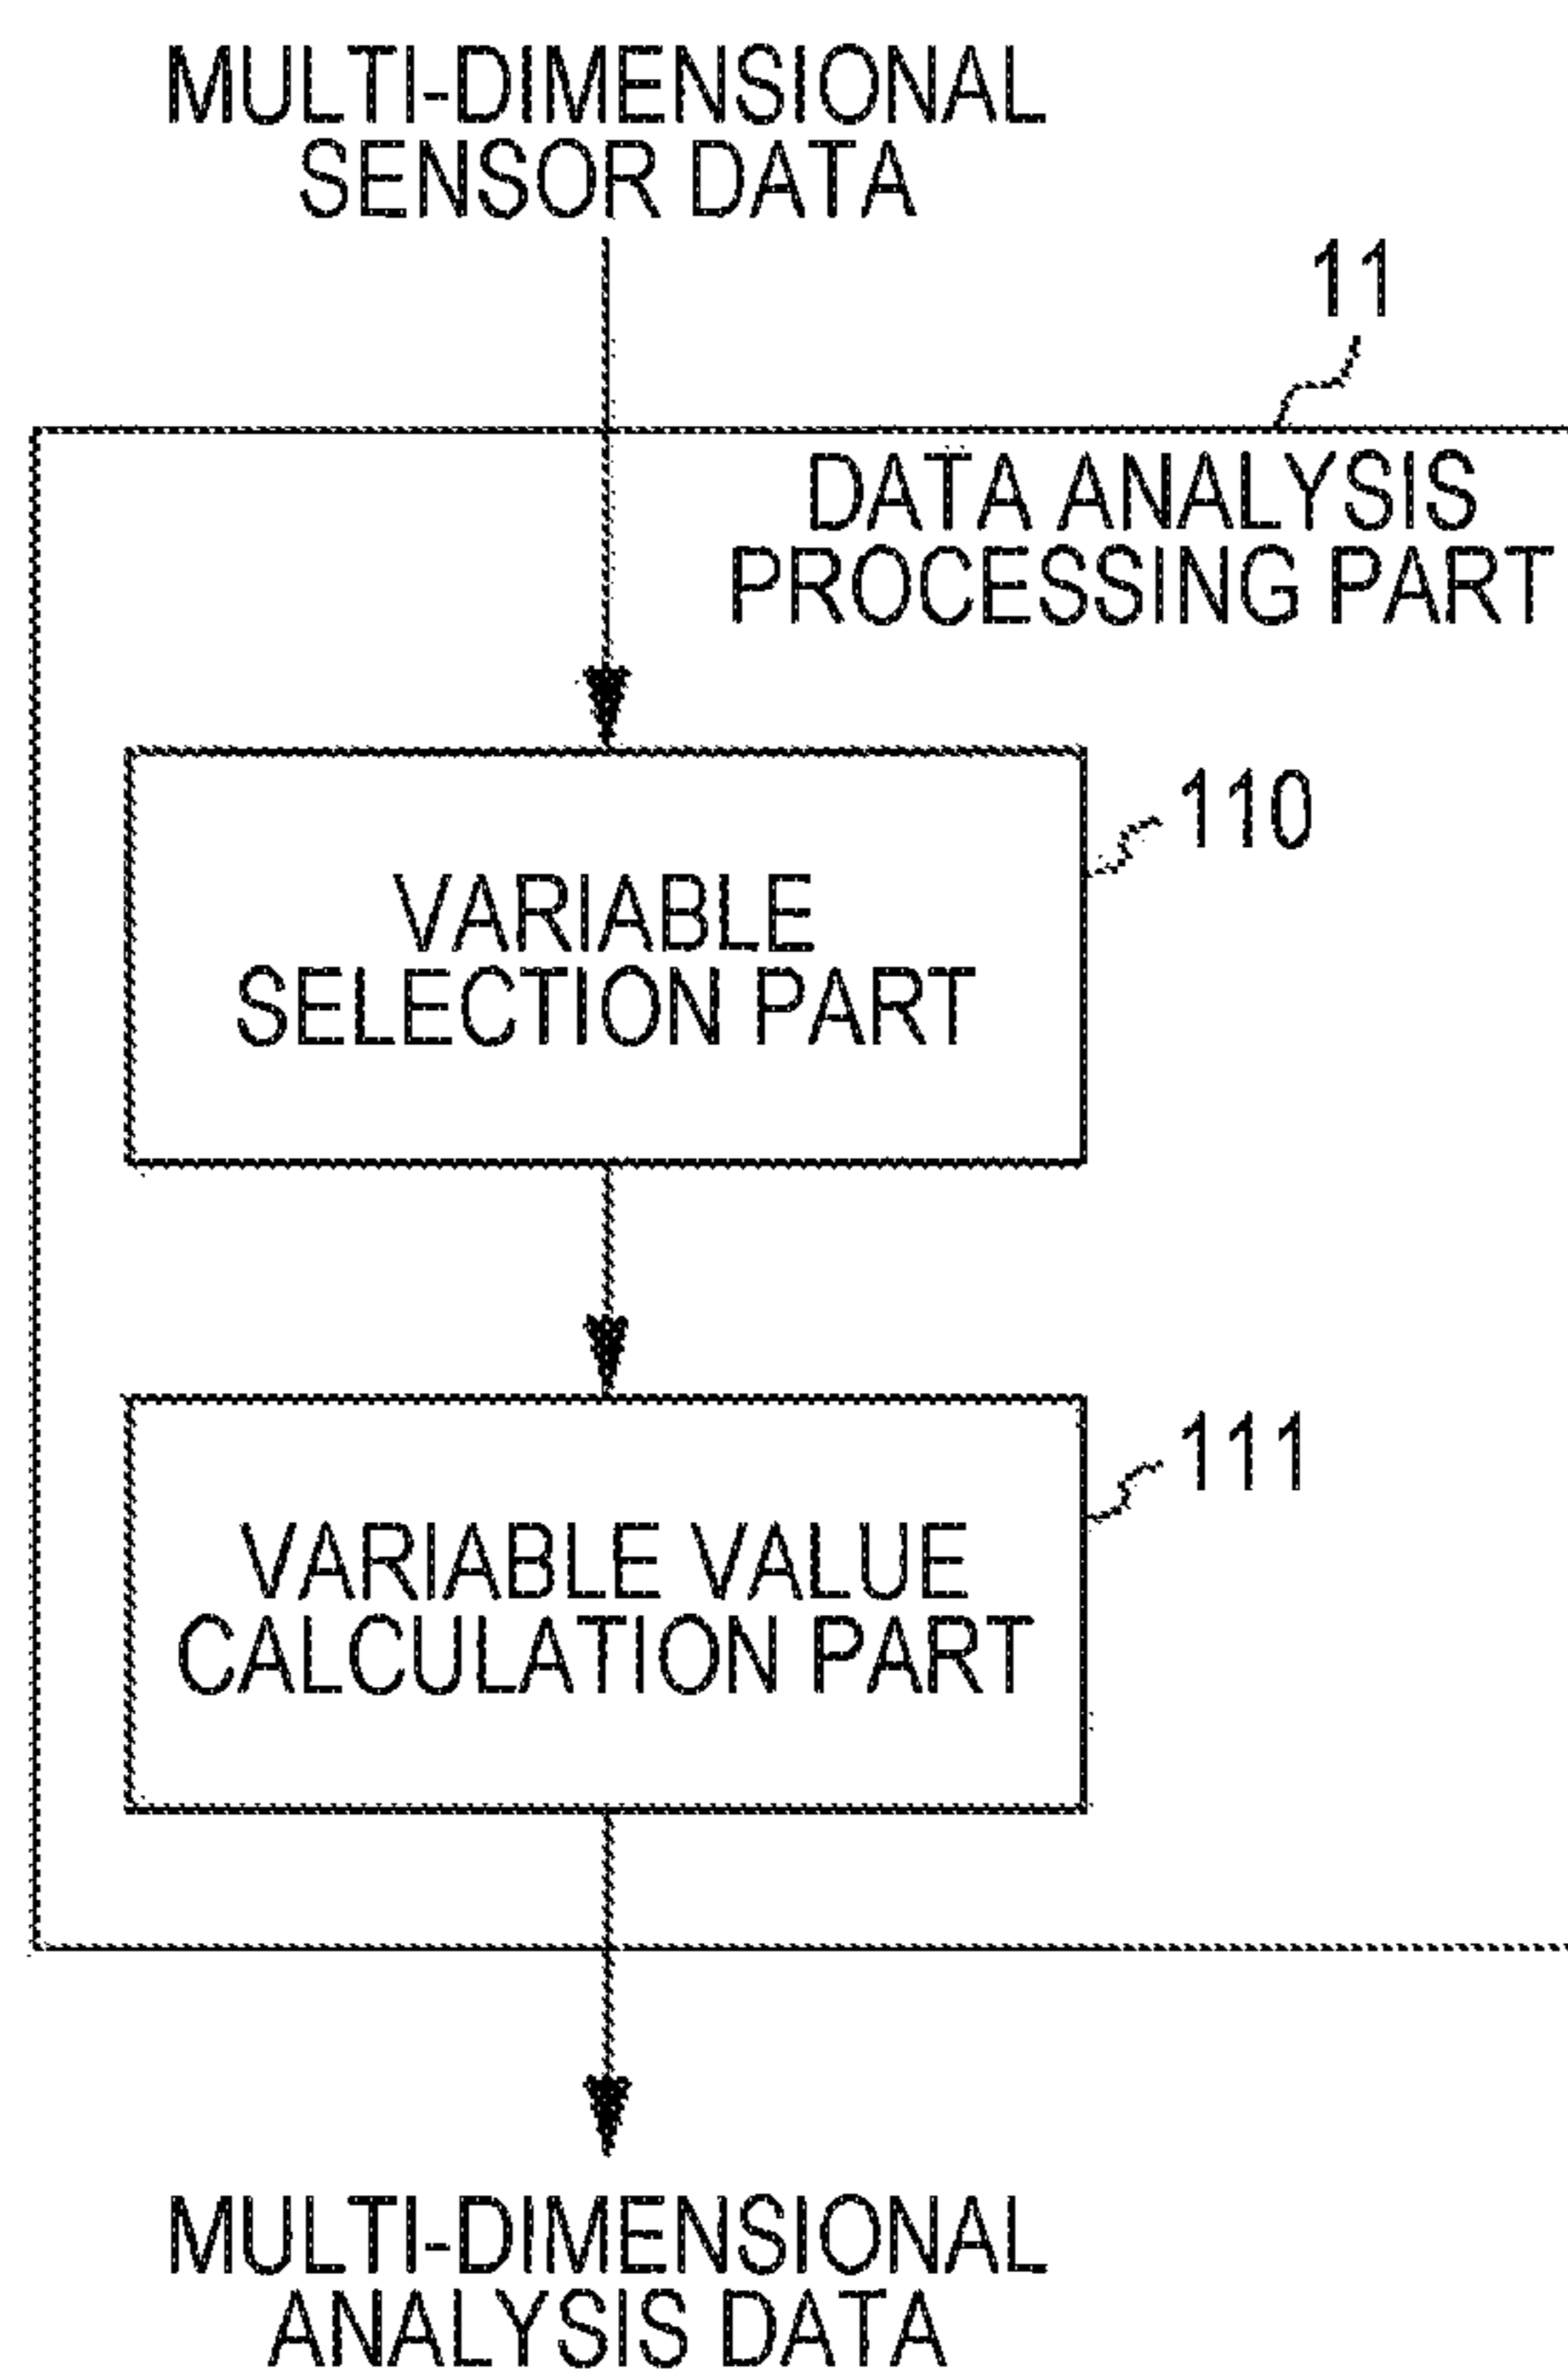 MULTI-DIMENSIONAL
SENSOR DATA
11
DATA ANALYSIS
PROCESSING PART
110
VARIABLE
SELECTION PART
111
VARIABLE VALUE
CALCULATION PART
MULTI-DIMENSIONAL
ANALYSIS DATA